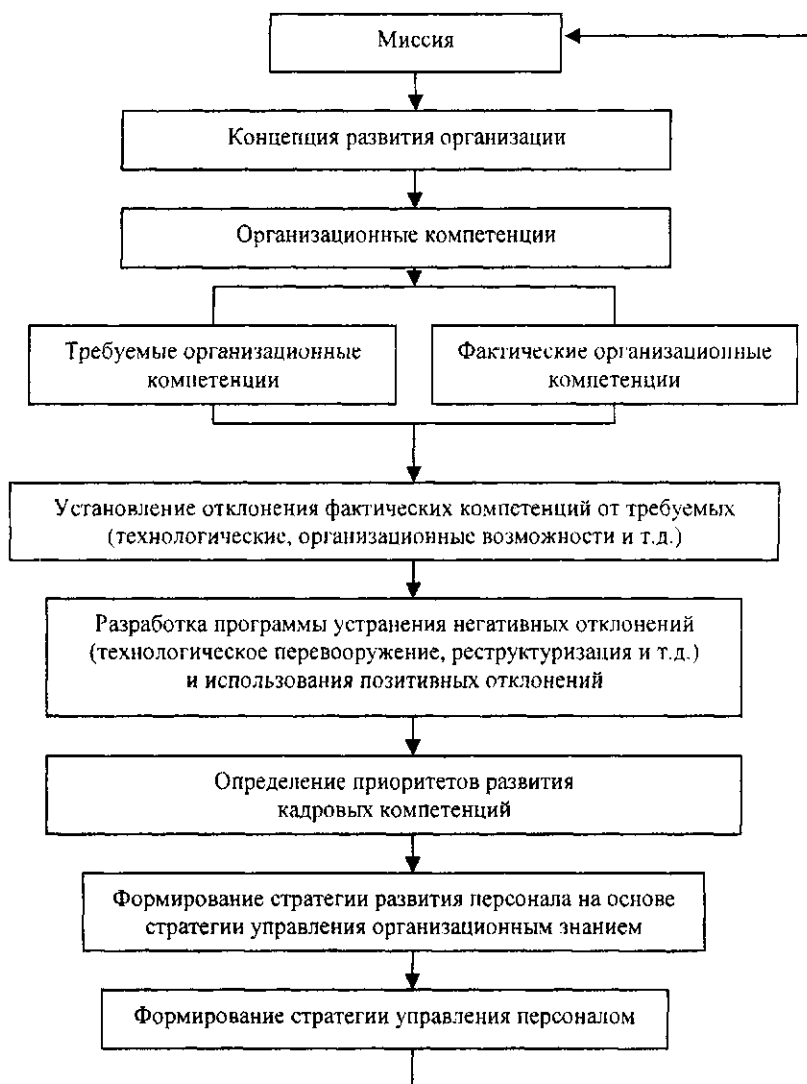 Миссия
Концепция развития организации
Организационные компетенции
Требуемые организационные
компетенции
Фактические организационные
компетенции
Установление отклонения фактических компетенций от требуемых
(технологические, организационные возможности и т.д.)
Разработка программы устранения негативных отклонений
(технологическое перевооружение, реструктуризация и т.д.)
и использования позитивных отклонений
Определение приоритетов развития
кадровых компетенций
Формирование стратегии развития персонала на основе
стратегии управления организационным знанием
Формирование стратегии управления персоналом